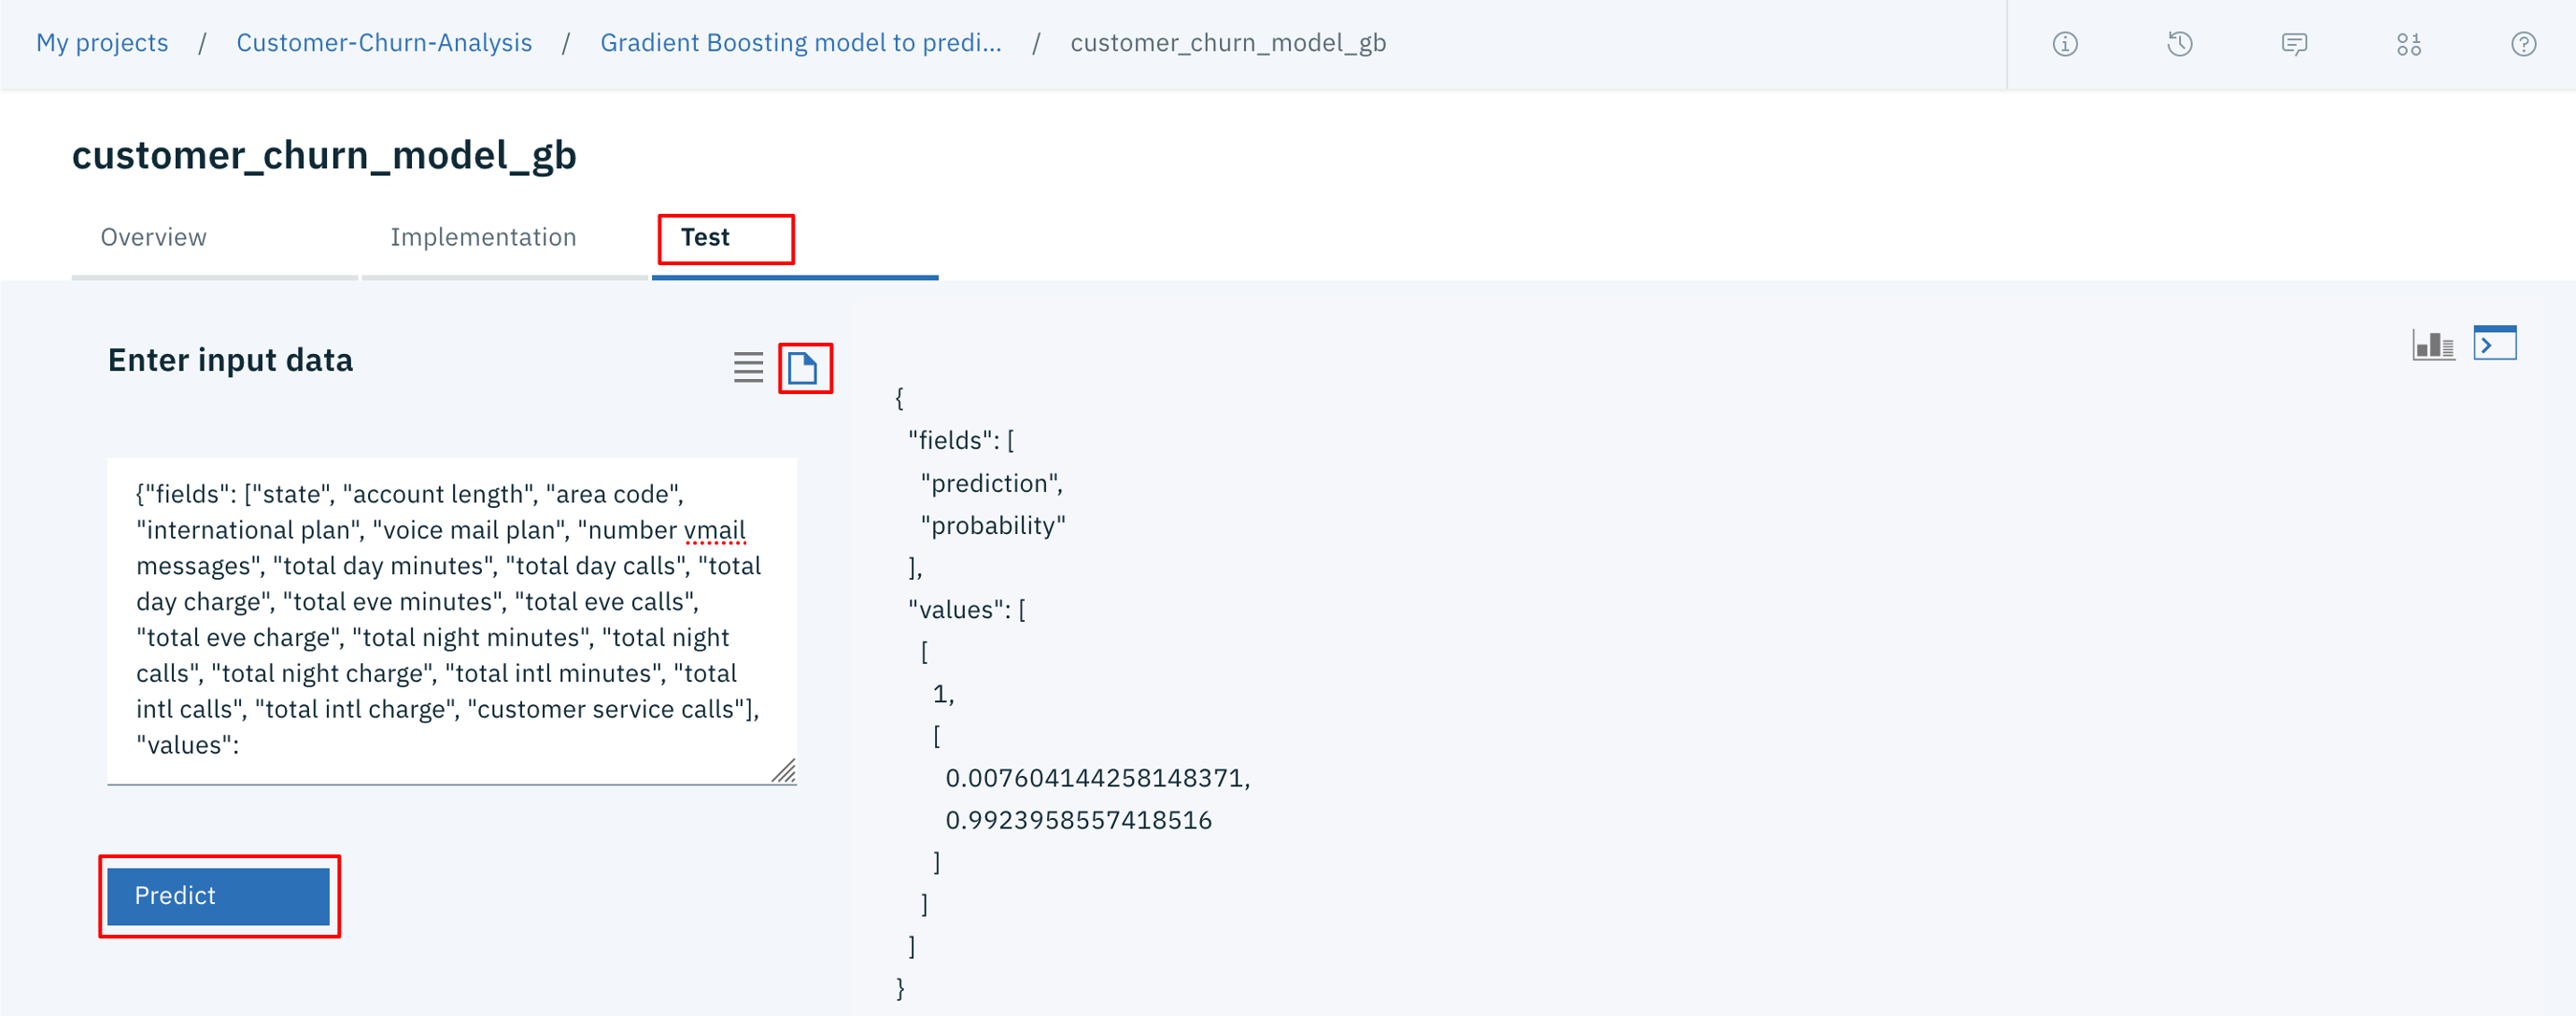 My projects / Customer-Churn-Analysis / Gradient Boosting model to predi... / customer_churn_model_gb
customer_churn_model_gb
Overview Implementation Test
Enter input data
{"fields": ["state", "account length", "area code",
"international plan", "voice mail plan", "number vmail
messages", "total day minutes", "total day calls", "total
day charge", "total eve minutes", "total eve calls",
"total eve charge", "total night minutes", "total night
calls", "total night charge", "total intl minutes", "total
intl calls", "total intl charge", "customer service calls"],
"values":
Predict
{
"fields": [
"prediction",
"probability"
],
"values": [
[
1,
[
0.007604144258148371,
0.9923958557418516
]
]
]
}